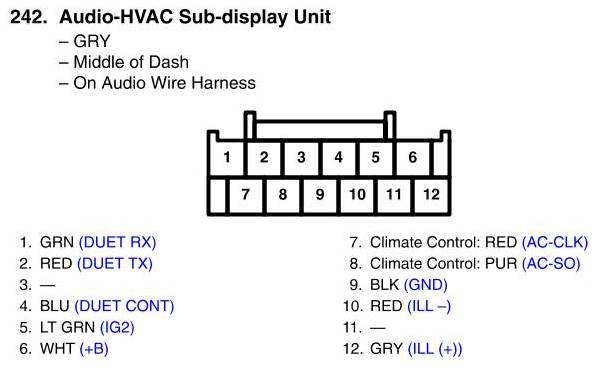 242. Audio-HVAC Sub-display Unit
– GRY
– Middle of Dash
– On Audio Wire Harness
1 2 3 4 5 6
7 8 9 10 11 12
1. GRN (DUET RX)
2. RED (DUET TX)
3. —
4. BLU (DUET CONT)
5. LT GRN (IG2)
6. WHT (+B)
7. Climate Control: RED (AC-CLK)
8. Climate Control: PUR (AC-SO)
9. BLK (GND)
10. RED (ILL –)
11. —
12. GRY (ILL (+))